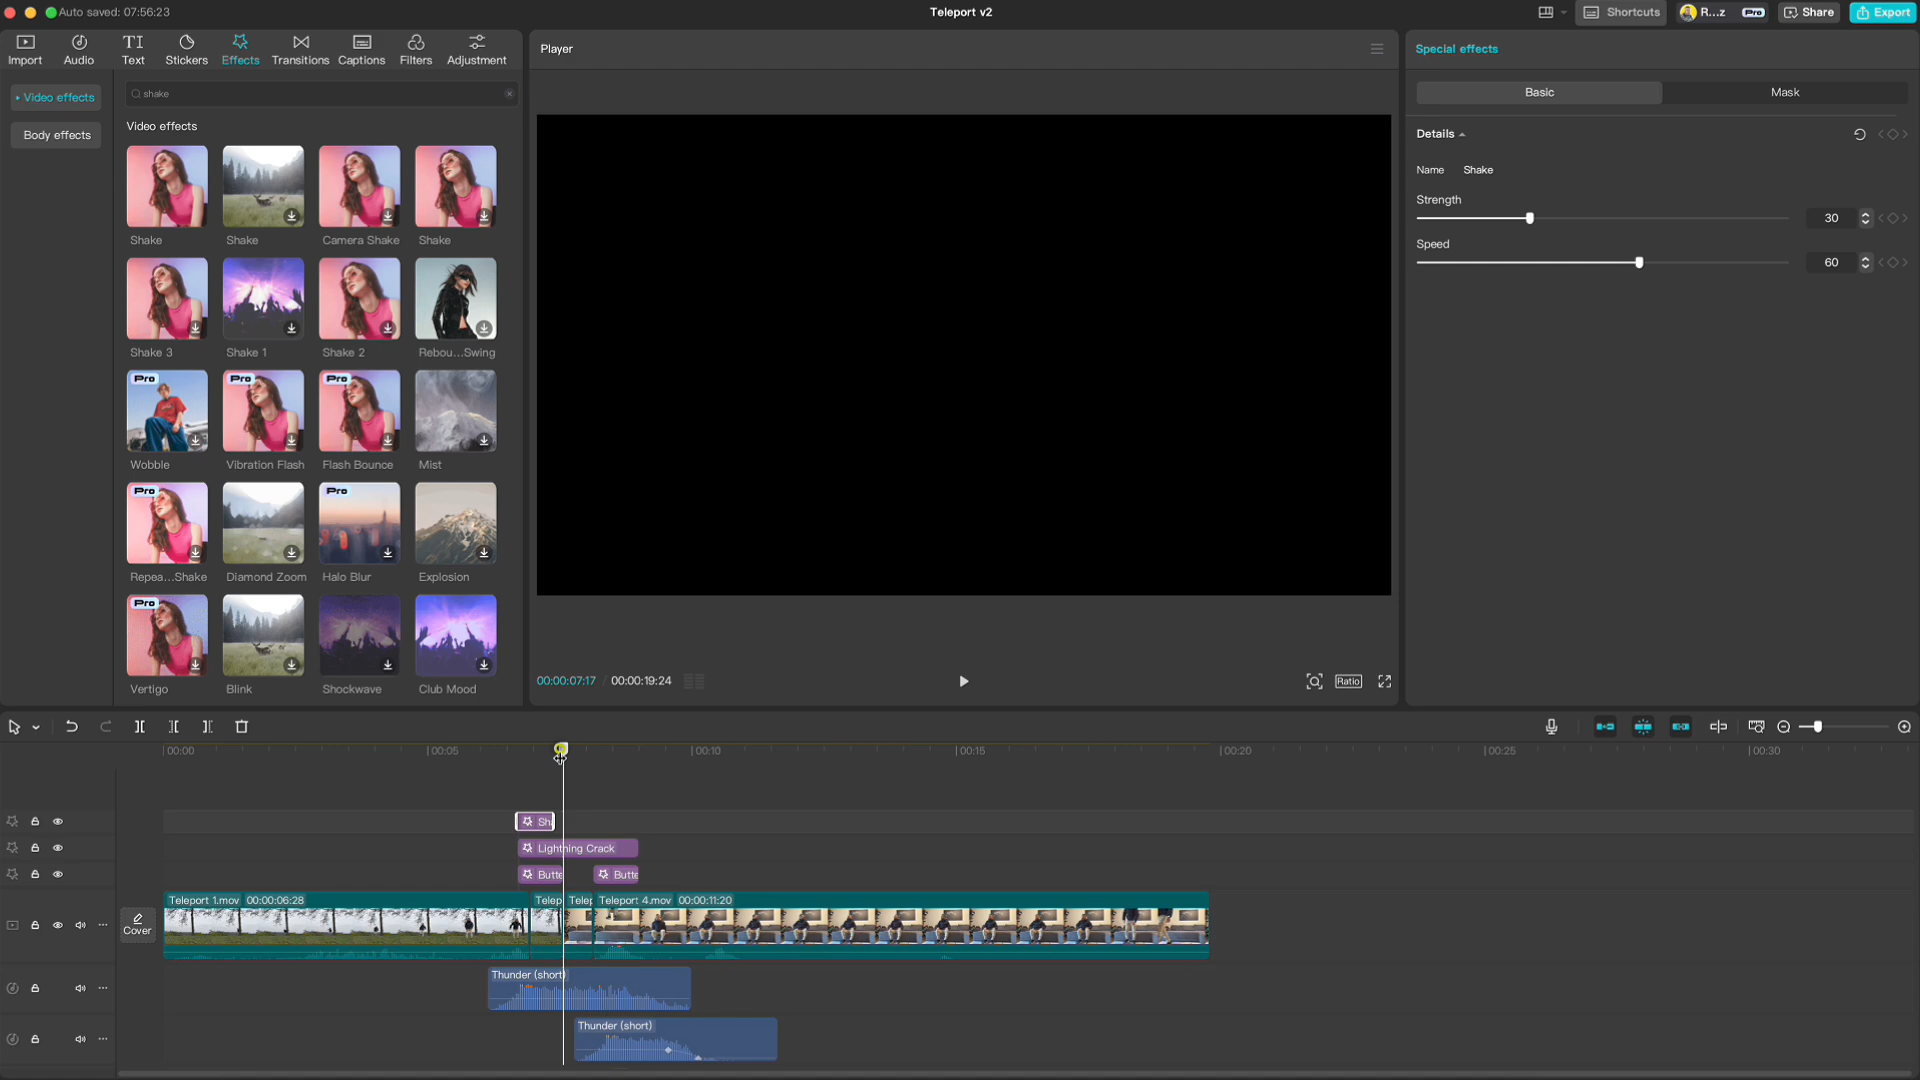 Auto saved: 07:56:23
Teleport v2
Shortcuts
R...z
Pro
Share
Export
Import
Audio
Text
Stickers
Effects
Transitions
Captions
Filters
Adjustment
Player
Special effects
Video effects
Body effects
shake
Video effects
Basic
Mask
Details
Name
Shake
Strength
30
Speed
60
Shake
Shake
Camera Shake
Shake
Shake 3
Shake 1
Shake 2
Rebou...Swing
Pro
Pro
Pro
Wobble
Vibration Flash
Flash Bounce
Mist
Pro
Pro
Repea...Shake
Diamond Zoom
Halo Blur
Explosion
Pro
Vertigo
Blink
Shockwave
Club Mood
00:00:07:17 / 00:00:19:24
Ratio
00:00
00:05
00:10
00:15
00:20
00:25
00:30
Sh
Lightning Crack
Butte
Butte
Teleport 1.mov 00:00:06:28
Telep
Telep
Teleport 4.mov 00:00:11:20
Cover
Thunder (short)
Thunder (short)